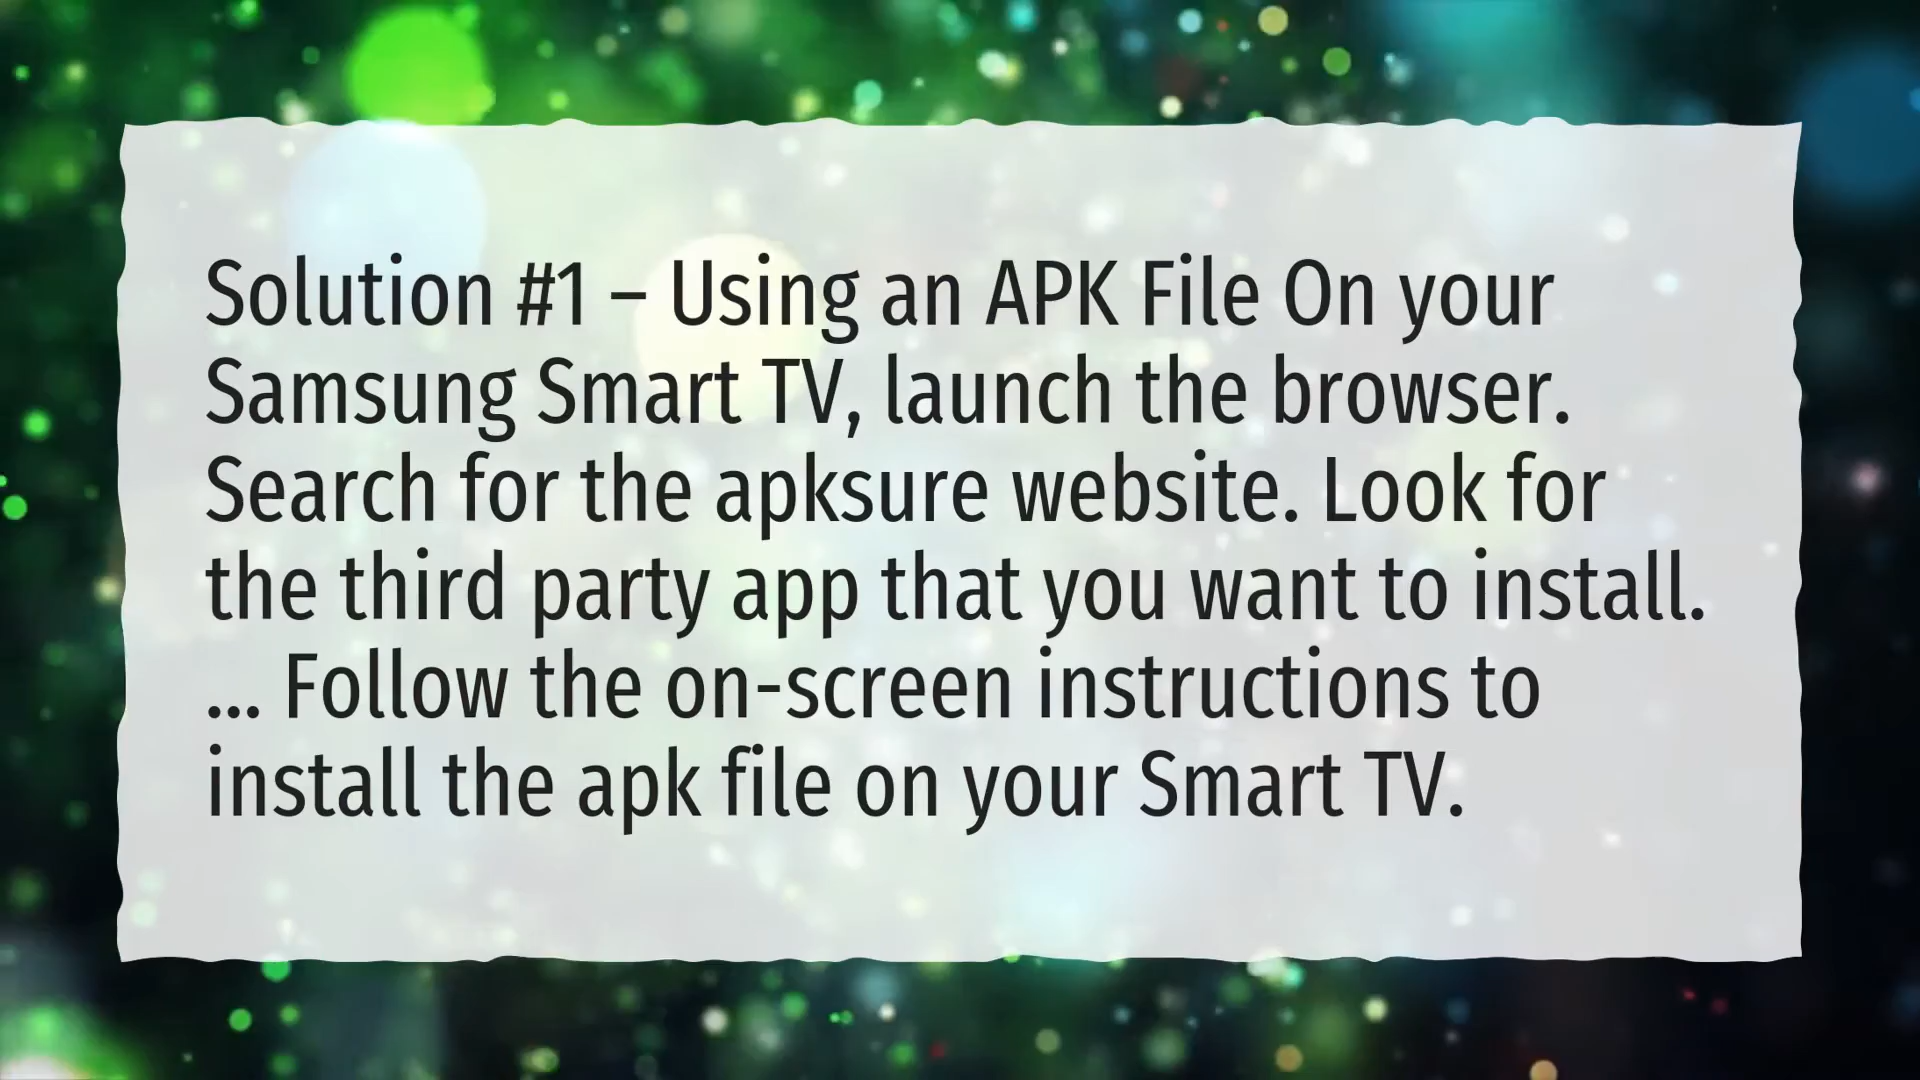 Solution #1 – Using an APK File On your
Samsung Smart TV, launch the browser.
Search for the apksure website. Look for
the third party app that you want to install.
... Follow the on-screen instructions to
install the apk file on your Smart TV.